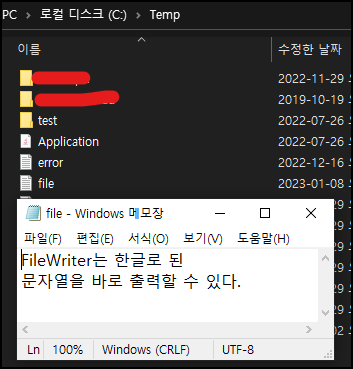 PC > 로컬 디스크 (C:) > Temp
이름 수정한 날짜
2022-11-29
2019-10-19
test 2022-07-26
Application 2022-07-26
error 2022-12-16
file 2023-01-08
file - Windows 메모장
파일(F) 편집(E) 서식(O) 보기(V) 도움말(H)
FileWriter는 한글로 된
문자열을 바로 출력할 수 있다.
Ln 100% Windows (CRLF) UTF-8